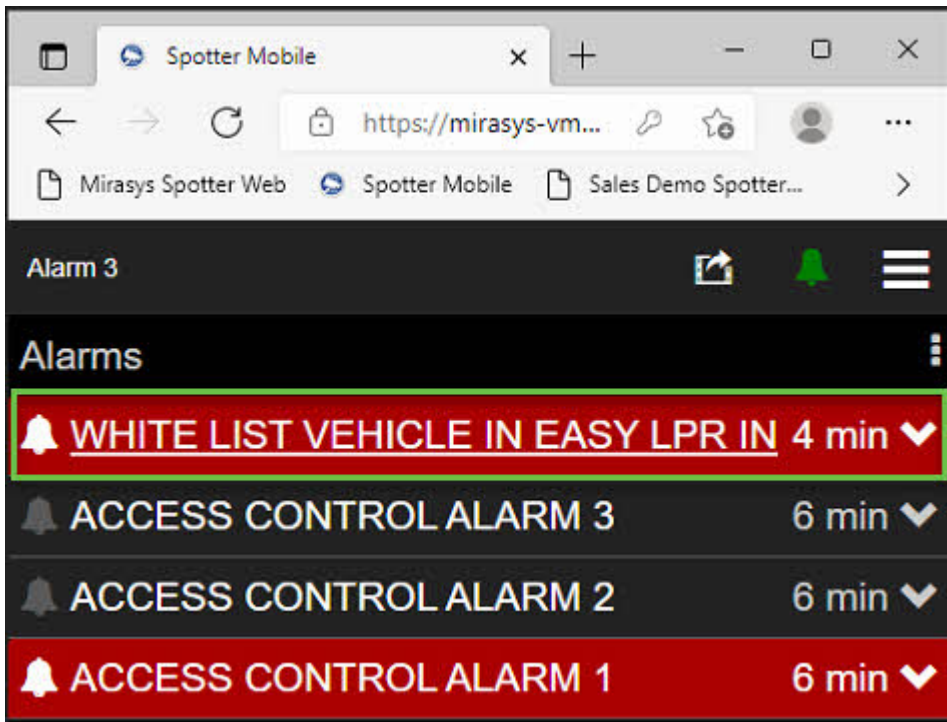 Spotter Mobile
https://mirasys-vm...
Mirasys Spotter Web Spotter Mobile Sales Demo Spotter...
Alarm 3
Alarms
WHITE LIST VEHICLE IN EASY LPR IN 4 min
ACCESS CONTROL ALARM 3 6 min
ACCESS CONTROL ALARM 2 6 min
ACCESS CONTROL ALARM 1 6 min